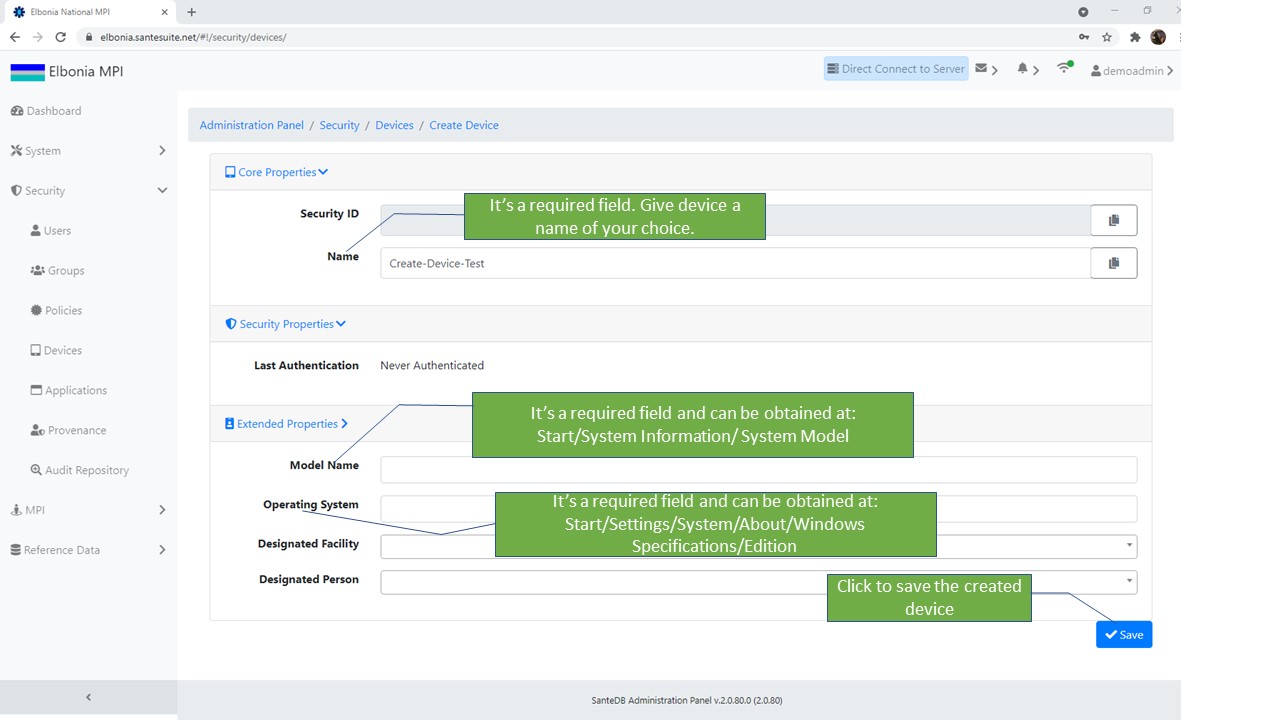 Elbonia National MPI
elbonia.santesuite.net/#!/security/devices/
Elbonia MPI
Direct Connect to Server
demoadmin
Dashboard
System
Security
Users
Groups
Policies
Devices
Applications
Provenance
Audit Repository
MPI
Reference Data
Administration Panel / Security / Devices / Create Device
Core Properties
Security ID
It's a required field. Give device a
name of your choice.
Name
Create-Device-Test
Security Properties
Last Authentication
Never Authenticated
Extended Properties
It's a required field and can be obtained at:
Start/System Information/ System Model
Model Name
Operating System
It's a required field and can be obtained at:
Start/Settings/System/About/Windows
Specifications/Edition
Designated Facility
Designated Person
Click to save the created
device
Save
SanteDB Administration Panel v.2.0.80.0 (2.0.80)